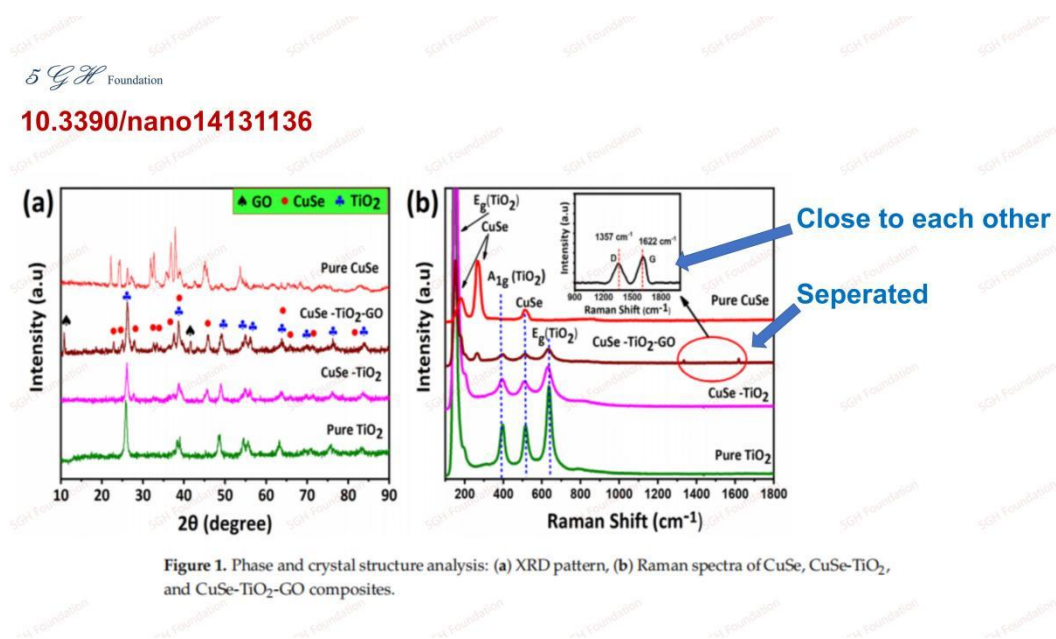 5 GH Foundation
10.3390/nano14131136
(a)
♠ GO ● CuSe ♣ TiO2
Pure CuSe
CuSe -TiO2-GO
CuSe -TiO2
Pure TiO2
Intensity (a.u)
10 20 30 40 50 60 70 80 90
2θ (degree)
(b)
Eg(TiO2)
CuSe
A1g (TiO2)
CuSe
Eg(TiO2)
Intensity (a.u)
1357 cm-1
1622 cm-1
D
G
900 1200 1500 1800
Raman Shift (cm-1)
Pure CuSe
CuSe -TiO2-GO
CuSe -TiO2
Pure TiO2
Intensity (a.u)
200 400 600 800 1000 1200 1400 1600 1800
Raman Shift (cm-1)
Close to each other
Seperated
Figure 1. Phase and crystal structure analysis: (a) XRD pattern, (b) Raman spectra of CuSe, CuSe-TiO2,
and CuSe-TiO2-GO composites.
SGH Foundation